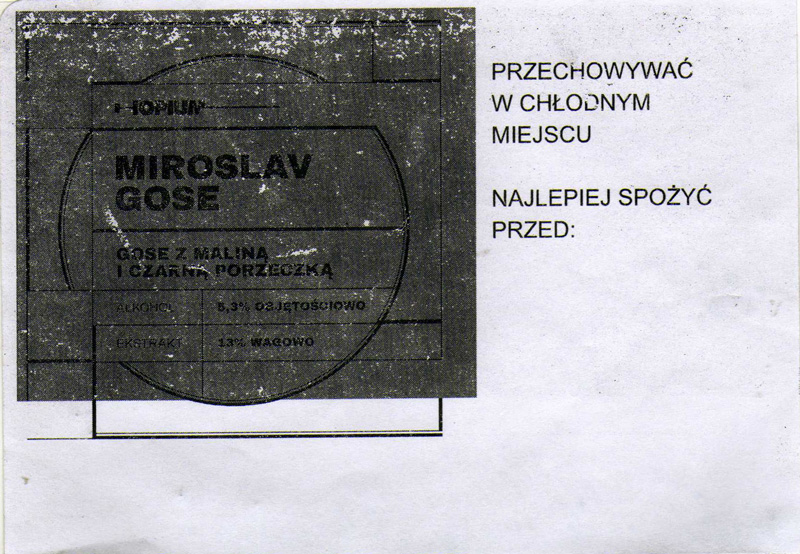 HOPIUM
MIROSLAV
GOSE
GOSE Z MALINĄ
I CZARNĄ PORZECZKĄ
ALKOHOL 5,3% OBJĘTOŚCIOWO
EKSTRAKT 13% WAGOWO
PRZECHOWYWAĆ
W CHŁODNYM
MIEJSCU
NAJLEPIEJ SPOŻYĆ
PRZED: